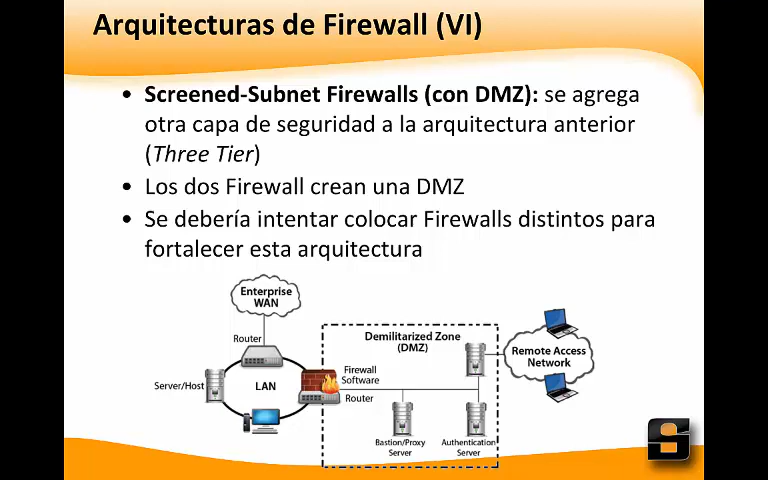 Arquitecturas de Firewall (VI)
• Screened-Subnet Firewalls (con DMZ): se agrega
otra capa de seguridad a la arquitectura anterior
(Three Tier)
• Los dos Firewall crean una DMZ
• Se debería intentar colocar Firewalls distintos para
fortalecer esta arquitectura
Enterprise
WAN
Router
Server/Host
LAN
Firewall
Software
Router
Demilitarized Zone
(DMZ)
Remote Access
Network
Bastion/Proxy
Server
Authentication
Server